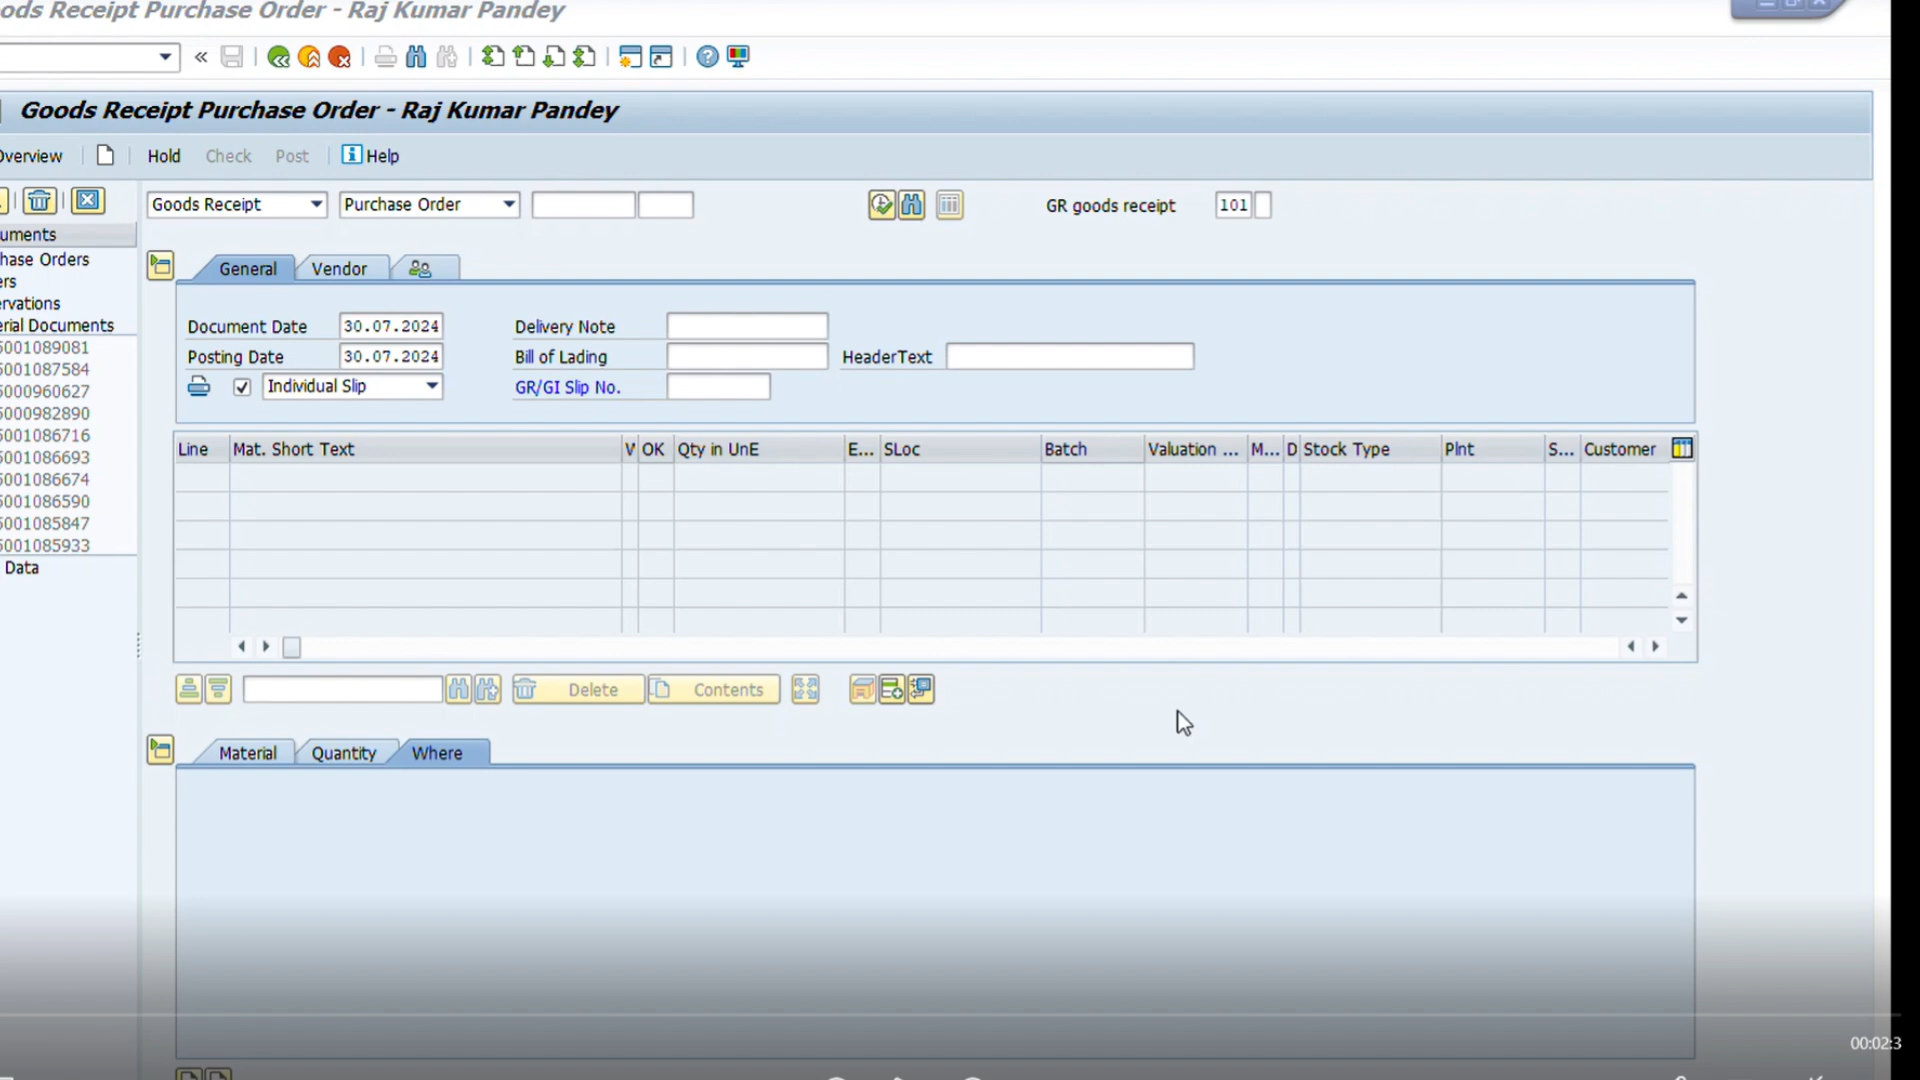 ods Receipt Purchase Order - Raj Kumar Pandey
Goods Receipt Purchase Order - Raj Kumar Pandey
Overview Hold Check Post Help
Goods Receipt Purchase Order GR goods receipt 101
uments
hase Orders
ers
ervations
erial Documents
5001089081
5001087584
5000960627
5000982890
5001086716
5001086693
5001086674
5001086590
5001085847
5001085933
Data
General Vendor
Document Date 30.07.2024 Delivery Note
Posting Date 30.07.2024 Bill of Lading HeaderText
Individual Slip GR/GI Slip No.
Line Mat. Short Text V OK Qty in UnE E... SLoc Batch Valuation ... M... D Stock Type Plnt S... Customer
Delete Contents
Material Quantity Where
00:02:3